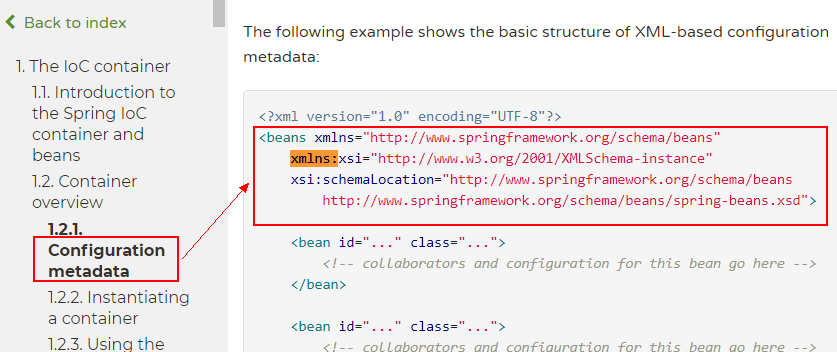 Back to index
1. The IoC container
1.1. Introduction to
the Spring IoC
container and
beans
1.2. Container
overview
1.2.1.
Configuration
metadata
1.2.2. Instantiating
a container
1.2.3. Using the
The following example shows the basic structure of XML-based configuration
metadata:
<?xml version="1.0" encoding="UTF-8"?>
<beans xmlns="http://www.springframework.org/schema/beans"
xmlns:xsi="http://www.w3.org/2001/XMLSchema-instance"
xsi:schemaLocation="http://www.springframework.org/schema/beans
http://www.springframework.org/schema/beans/spring-beans.xsd">
<bean id="..." class="...">
<!-- collaborators and configuration for this bean go here -->
</bean>
<bean id="..." class="...">
<!-- collaborators and configuration for this bean go here -->